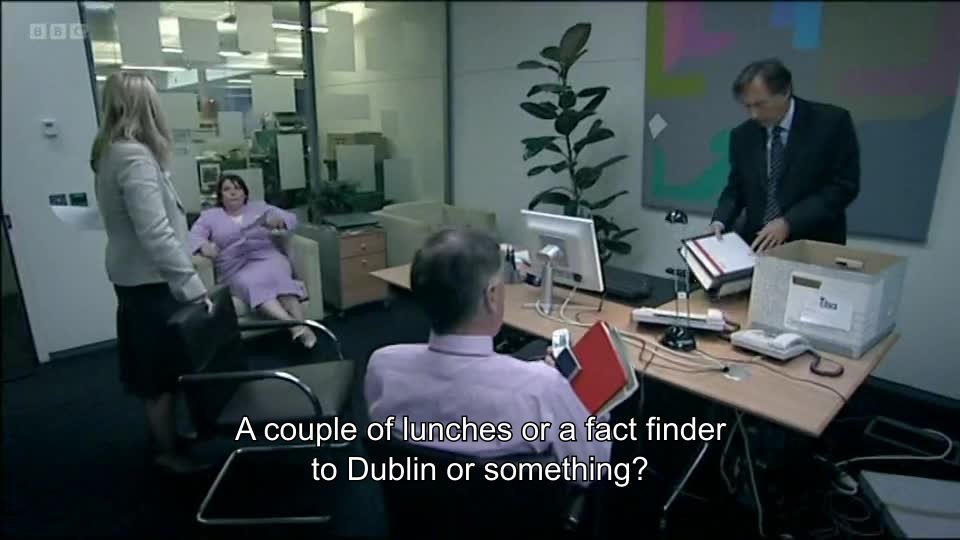 BBC
A couple of lunches or a fact finder
to Dublin or something?